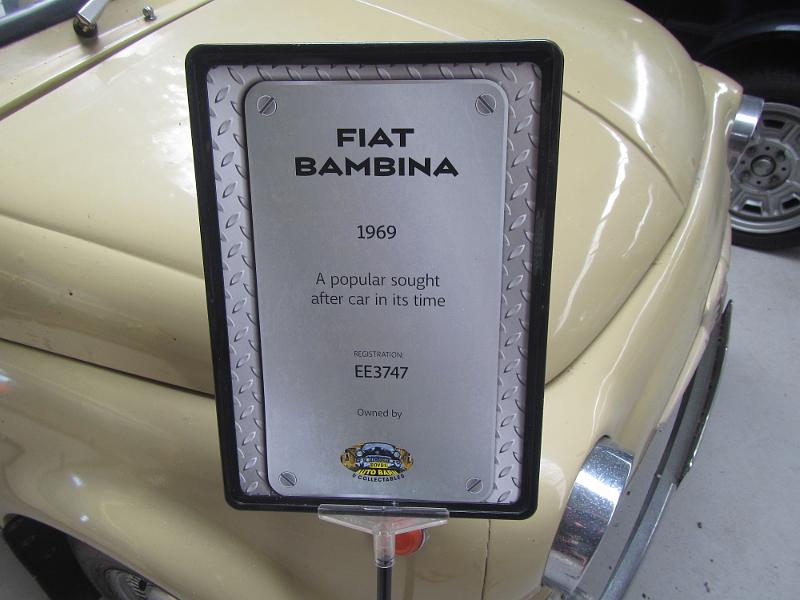 FIAT
BAMBINA
1969
A popular sought
after car in its time
REGISTRATION:
EE3747
Owned by
AUTO BARN
& COLLECTABLES